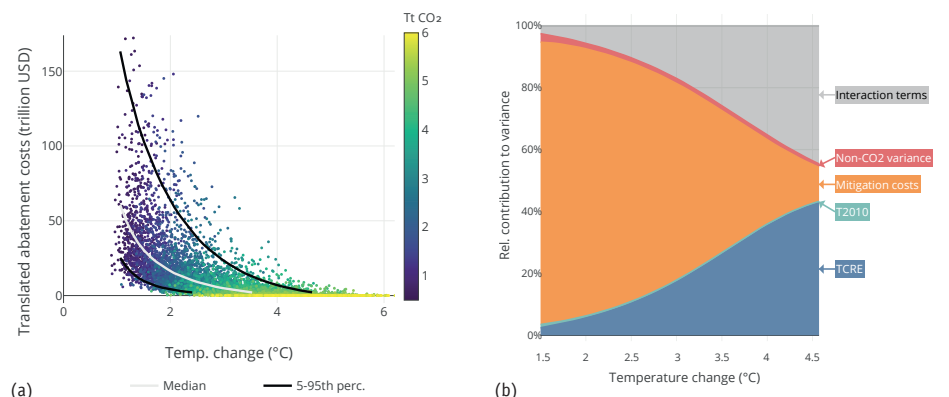 Tt CO₂
6
5
4
3
2
1
Translated abatement costs (trillion USD)
150
100
50
0
0
2
4
6
Temp. change (°C)
Median
5-95th perc.
(a)
Rel. contribution to variance
100%
80%
60%
40%
20%
0%
1.5
2
2.5
3
3.5
4
4.5
Temperature change (°C)
Interaction terms
Non-CO2 variance
Mitigation costs
T2010
TCRE
(b)